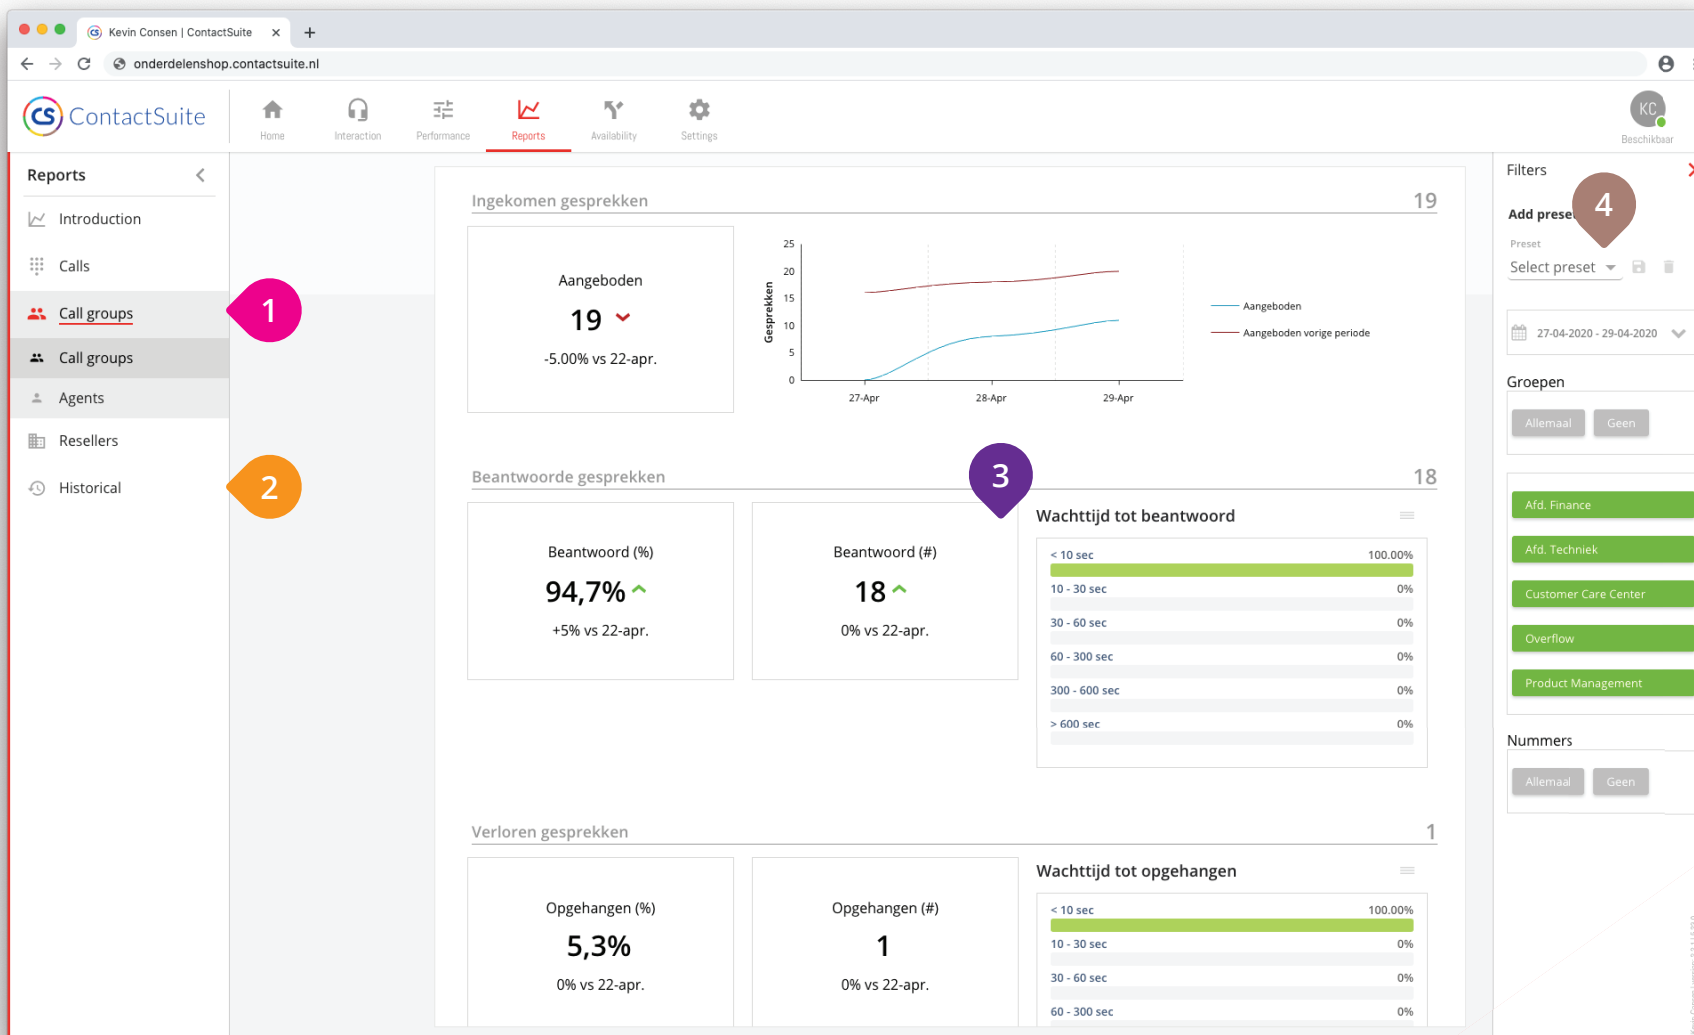 Kevin Consen | ContactSuite
onderdelenshop.contactsuite.nl
CS ContactSuite
Home
Interaction
Performance
Reports
Availability
Settings
KC
Beschikbaar
Reports
Introduction
Calls
Call groups
1
Call groups
Agents
Resellers
Historical
2
Ingekomen gesprekken 19
Aangeboden
19
-5.00% vs 22-apr.
Gesprekken
25
20
15
10
5
0
27-Apr
28-Apr
29-Apr
Aangeboden
Aangeboden vorige periode
Beantwoorde gesprekken 18
3
Beantwoord (%)
94,7%
+5% vs 22-apr.
Beantwoord (#)
18
0% vs 22-apr.
Wachttijd tot beantwoord
< 10 sec 100.00%
10 - 30 sec 0%
30 - 60 sec 0%
60 - 300 sec 0%
300 - 600 sec 0%
> 600 sec 0%
Verloren gesprekken 1
Opgehangen (%)
5,3%
0% vs 22-apr.
Opgehangen (#)
1
0% vs 22-apr.
Wachttijd tot opgehangen
< 10 sec 100.00%
10 - 30 sec 0%
30 - 60 sec 0%
60 - 300 sec 0%
Filters
4
Add preset
Preset
Select preset
27-04-2020 - 29-04-2020
Groepen
Allemaal
Geen
Afd. Finance
Afd. Techniek
Customer Care Center
Overflow
Product Management
Nummers
Allemaal
Geen